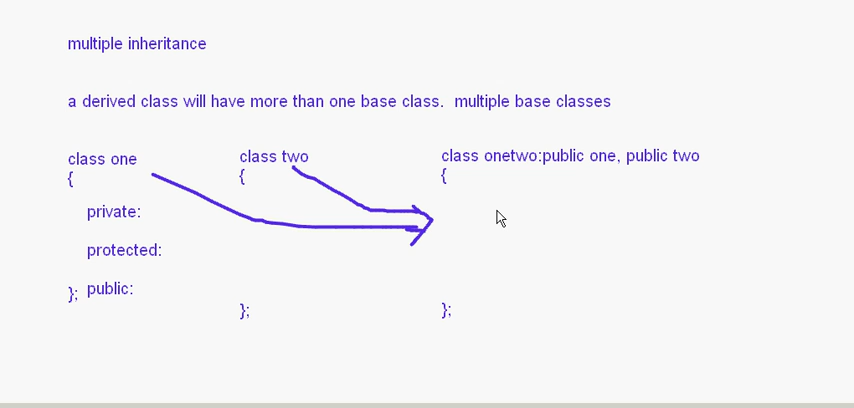 multiple inheritance
a derived class will have more than one base class.  multiple base classes
class one
{
private:
protected:
public:
};
class two
{
};
class onetwo:public one, public two
{
};